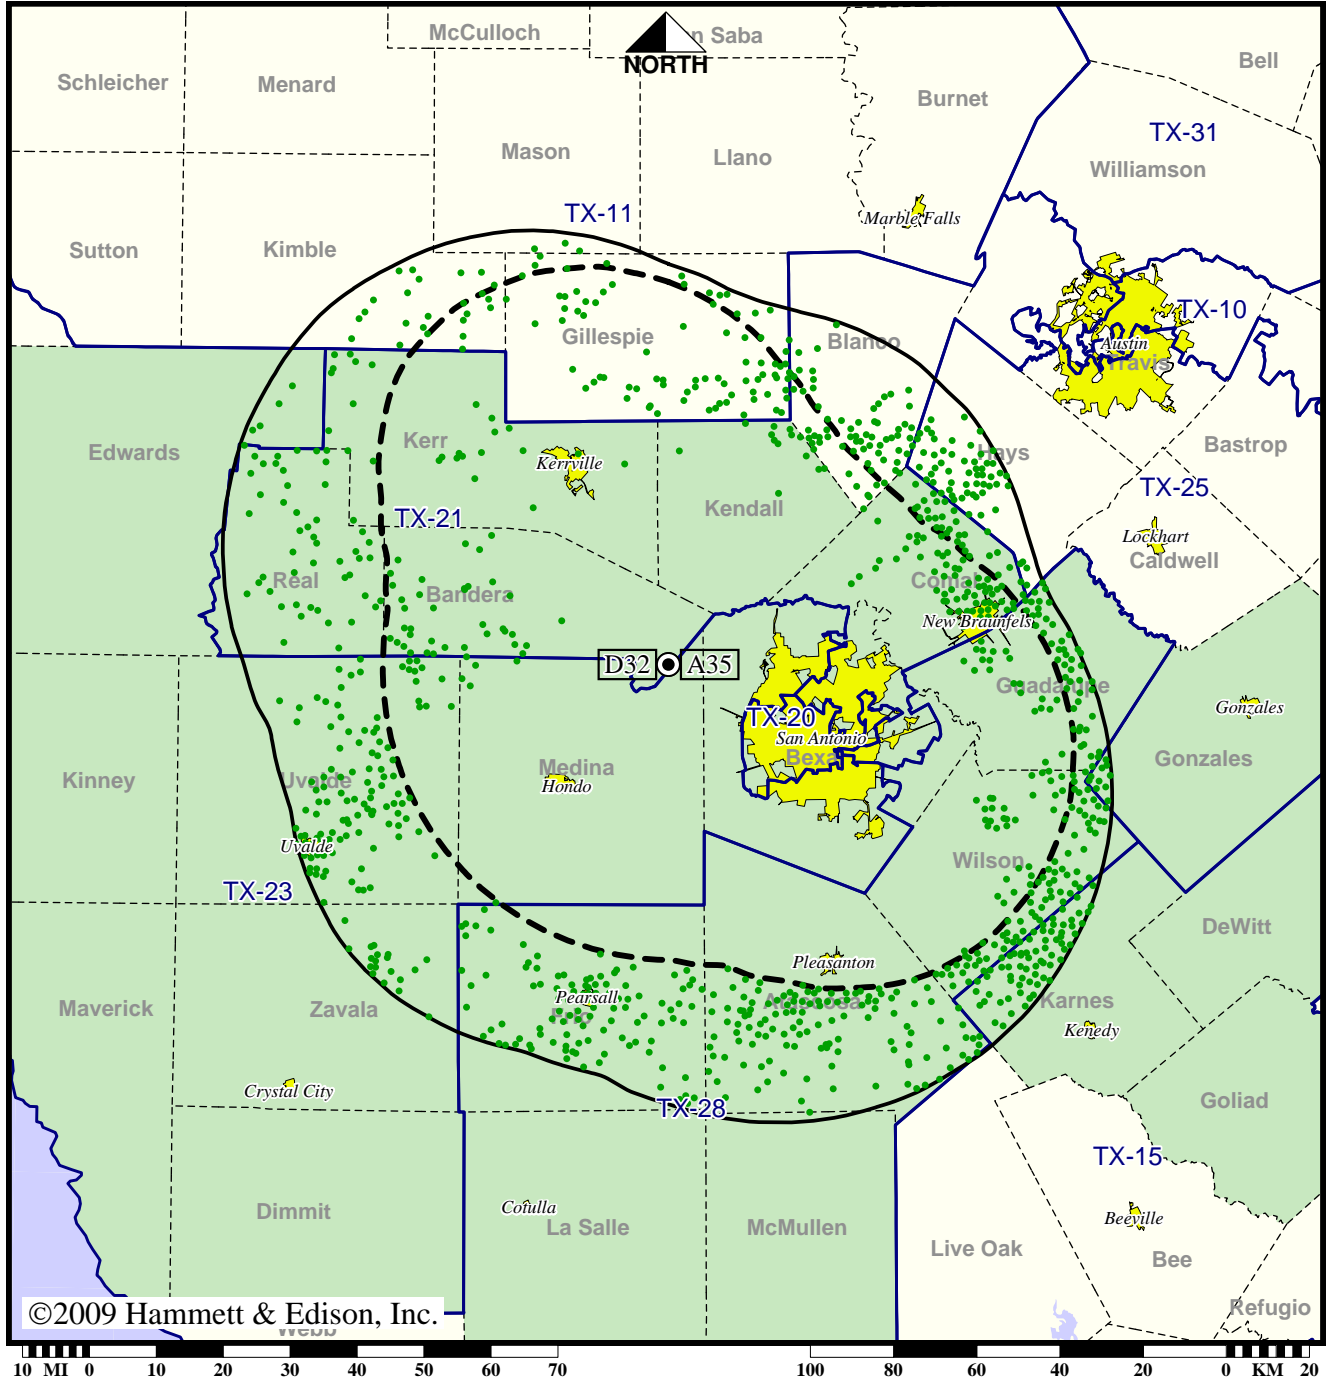 McCulloch
n Saba
NORTH
Schleicher
Menard
Bell
Burnet
TX-31
Mason
Llano
Williamson
TX-11
Marble Falls
Sutton
Kimble
TX-10
Gillespie
Blanco
Austin
Travis
Edwards
Kerr
Kerrville
Hays
Bastrop
TX-25
Kendall
TX-21
Lockhart
Caldwell
Real
Bandera
Comal
New Braunfels
D32
A35
Guadalupe
Gonzales
TX-20
San Antonio
Bexa
Gonzales
Kinney
Uvalde
Medina
Hondo
Uvalde
Wilson
TX-23
DeWitt
Pleasanton
Maverick
Zavala
Pearsall
Frio
Atascosa
Karnes
Kenedy
Crystal City
TX-28
Goliad
TX-15
Dimmit
Cotulla
La Salle
McMullen
Beeville
Live Oak
Bee
©2009 Hammett & Edison, Inc.
Webb
Refugio
10 MI 0 10 20 30 40 50 60 70 100 80 60 40 20 0 KM 20